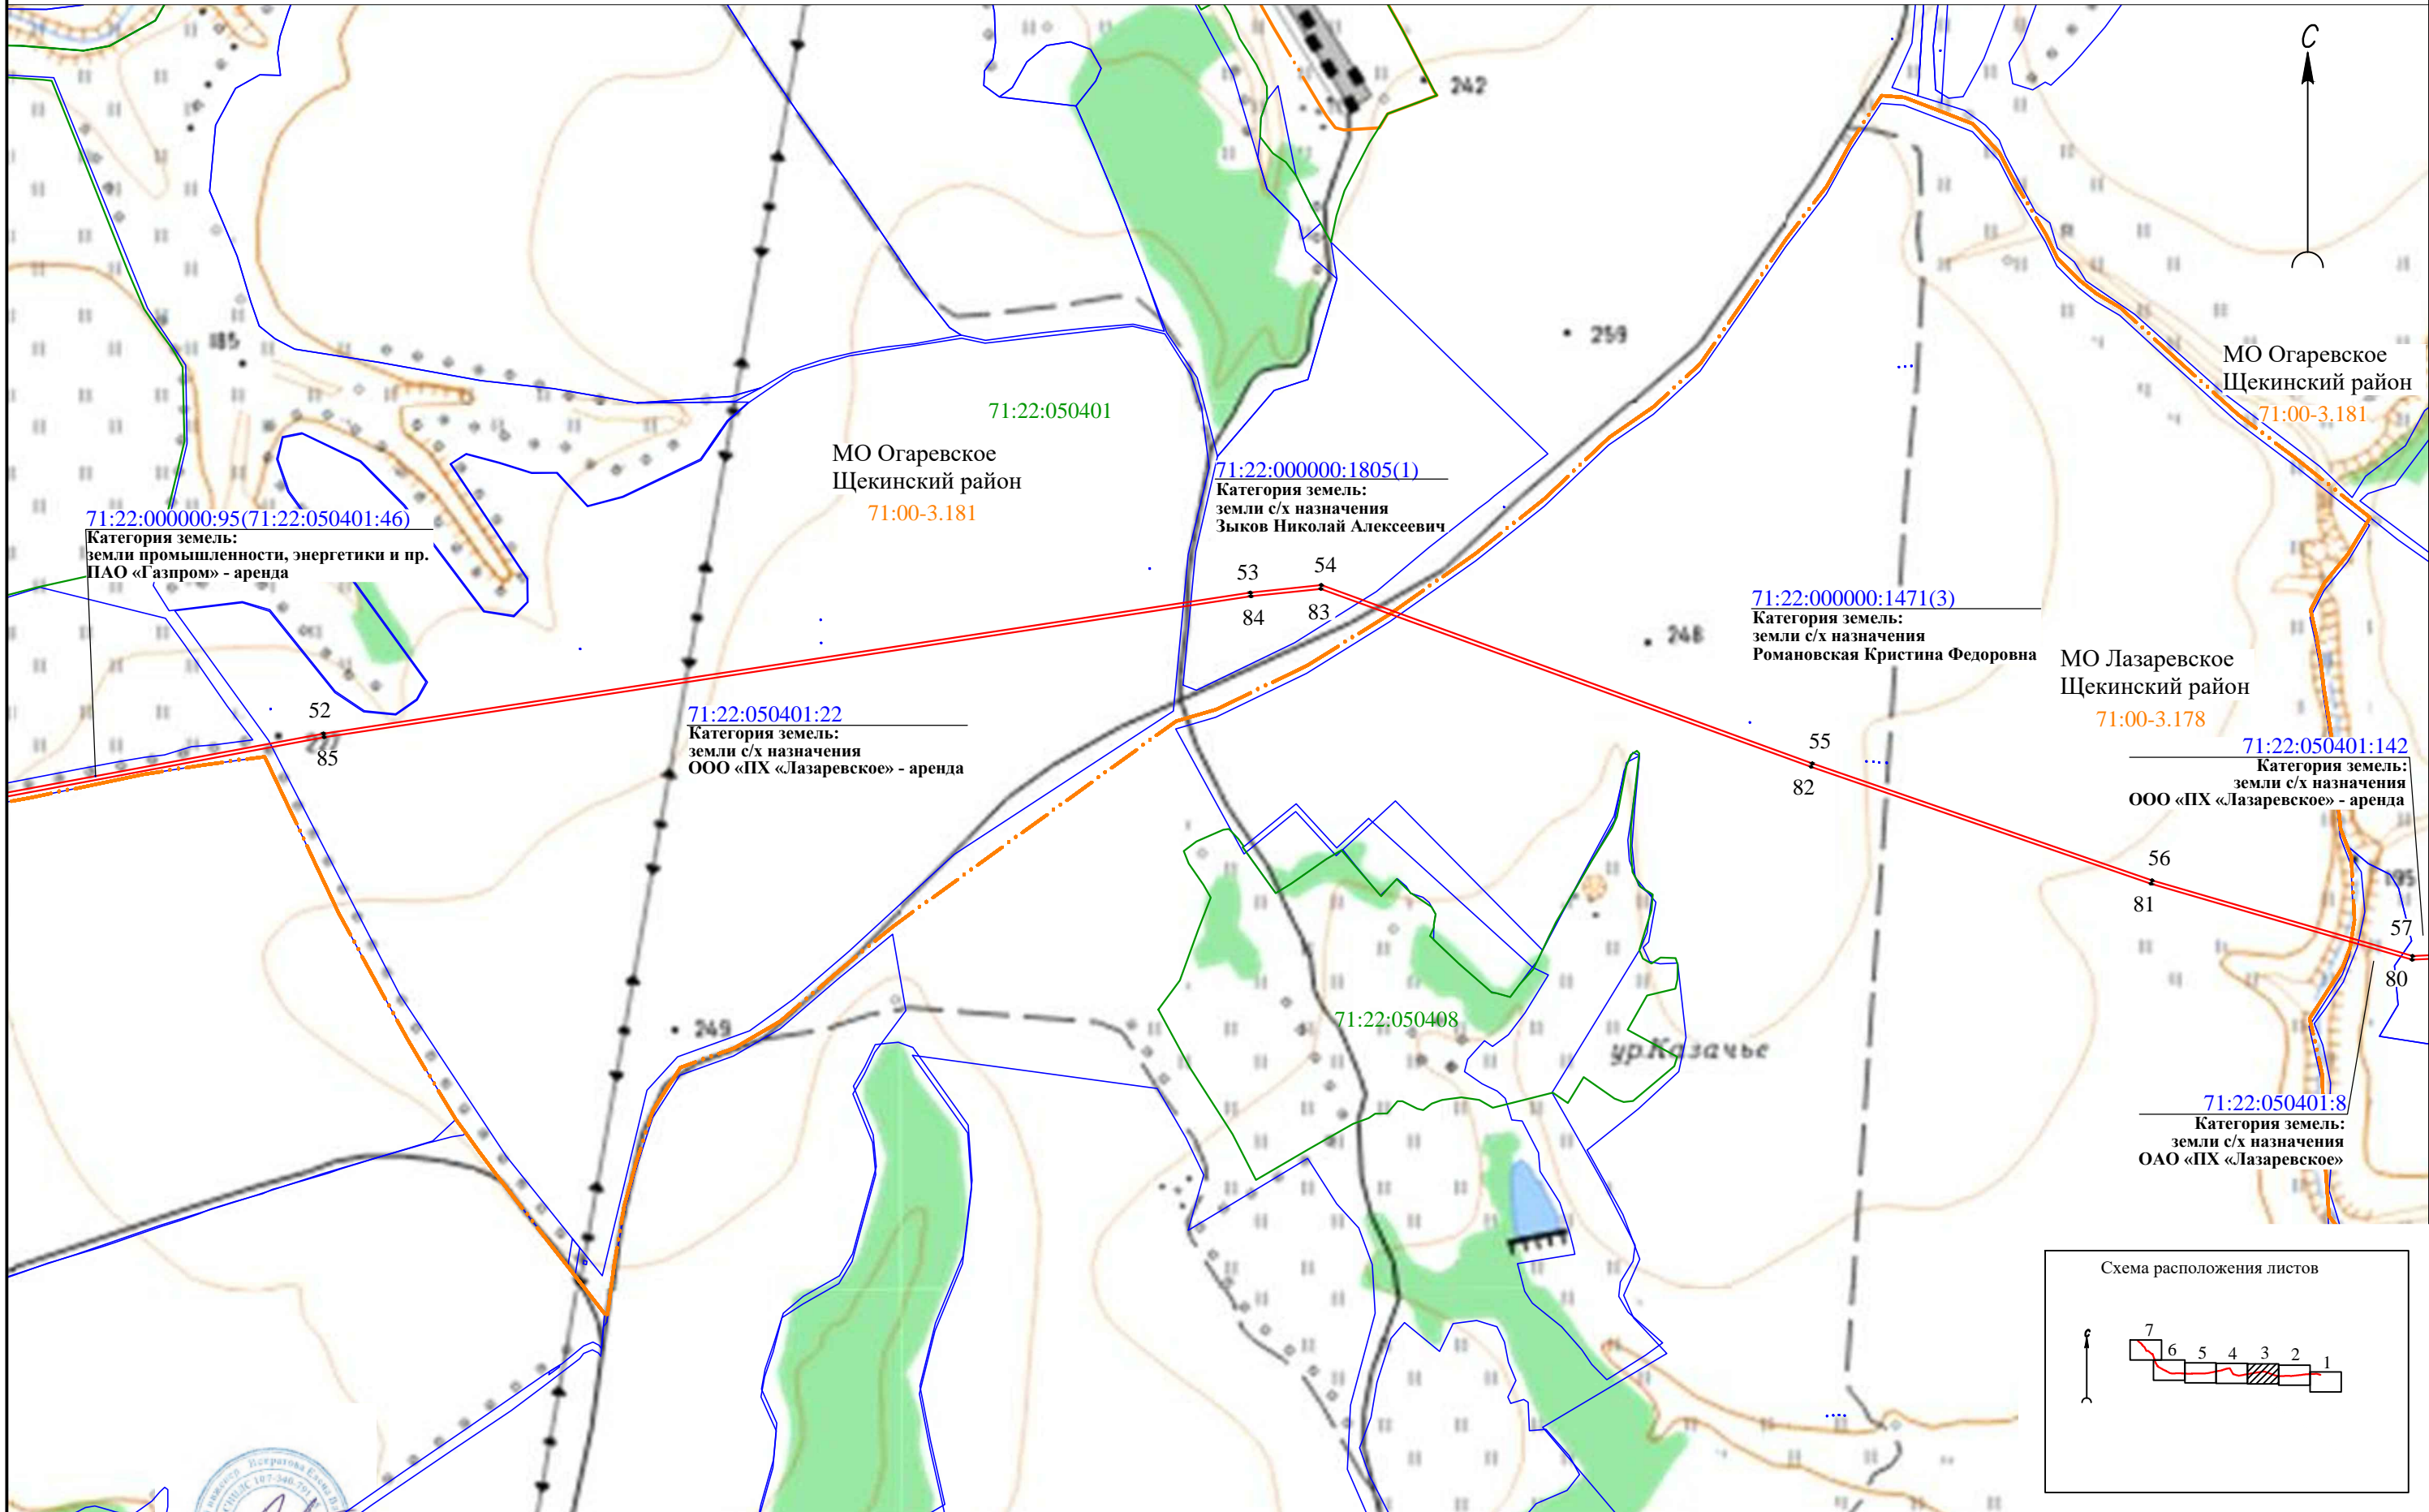 С
242
259
185
МО Огаревское
Щекинский район
71:00-3.181
71:22:050401
МО Огаревское
Щекинский район
71:00-3.181
71:22:000000:1805(1)
Категория земель:
земли с/х назначения
Зыков Николай Алексеевич
71:22:000000:95(71:22:050401:46)
Категория земель:
земли промышленности, энергетики и пр.
ПАО «Газпром» - аренда
53
54
84
83
71:22:000000:1471(3)
Категория земель:
земли с/х назначения
Романовская Кристина Федоровна
248
МО Лазаревское
Щекинский район
71:00-3.178
52
85
71:22:050401:22
Категория земель:
земли с/х назначения
ООО «ПХ «Лазаревское» - аренда
55
82
71:22:050401:142
Категория земель:
земли с/х назначения
ООО «ПХ «Лазаревское» - аренда
56
81
195
57
80
249
71:22:050408
ур.Казачье
71:22:050401:8
Категория земель:
земли с/х назначения
ОАО «ПХ «Лазаревское»
Схема расположения листов
С
7
6
5
4
3
2
1